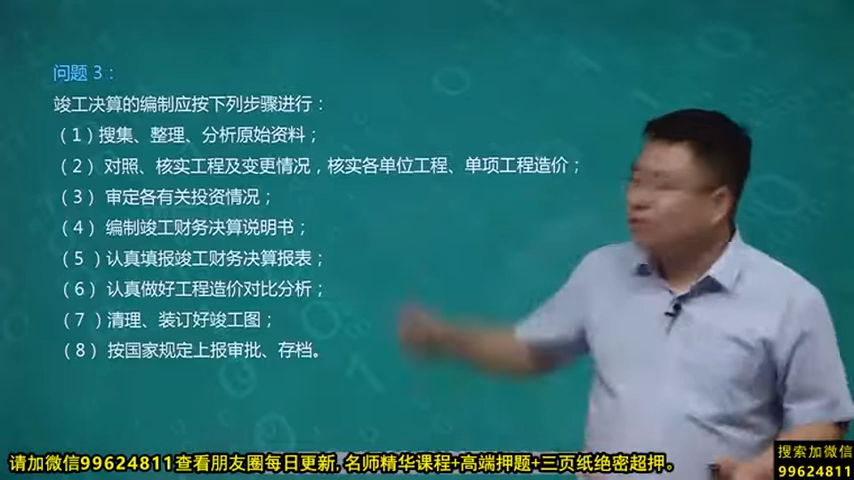 问题 3：
竣工决算的编制应按下列步骤进行：
（1）搜集、整理、分析原始资料；
（2） 对照、核实工程及变更情况，核实各单位工程、单项工程造价；
（3） 审定各有关投资情况；
（4） 编制竣工财务决算说明书；
（5 ）认真填报竣工财务决算报表；
（6） 认真做好工程造价对比分析；
（7 ）清理、装订好竣工图；
（8） 按国家规定上报审批、存档。
请加微信99624811查看朋友圈每日更新,名师精华课程+高端押题+三页纸绝密超押。
搜索加微信
99624811